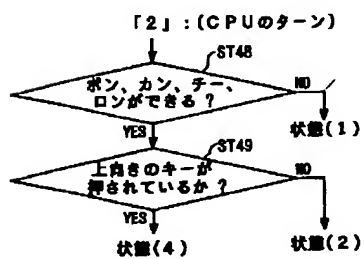 「2」:(CPUのターン)
ST48
ポン、カン、チー、
ロンができる?
NO
状態(1)
YES
ST49
上向きのキーが
押されているか?
NO
YES
状態(4)
状態(2)